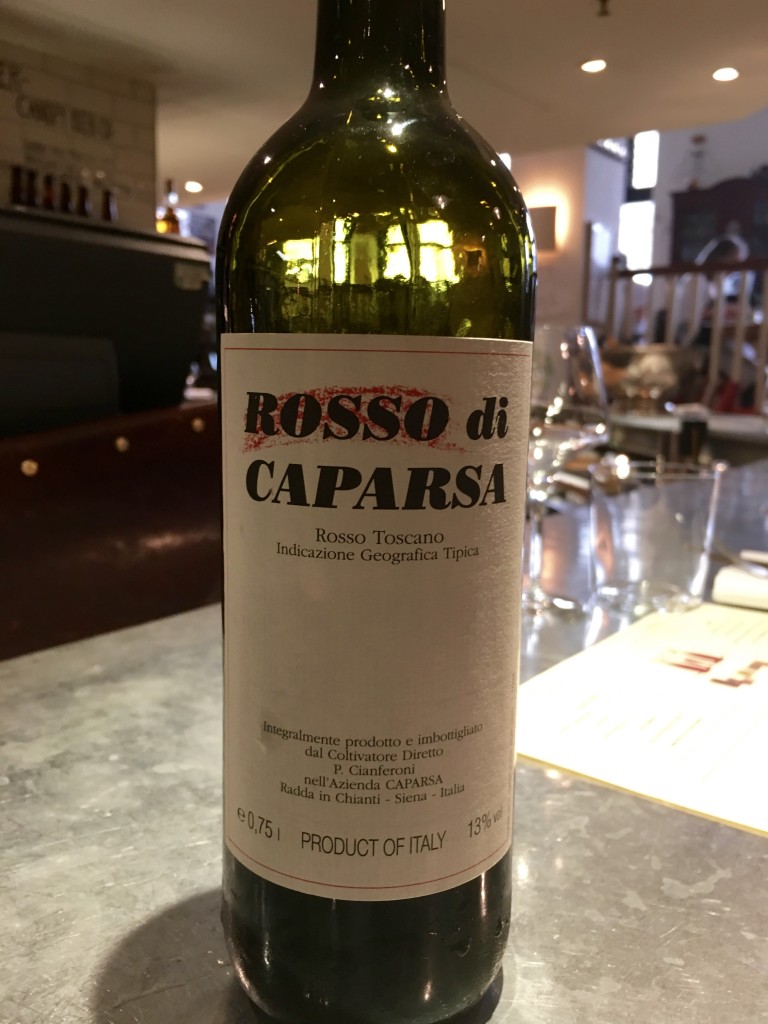 ROSSO di
CAPARSA
Rosso Toscano
Indicazione Geografica Tipica
Integralmente prodotto e imbottigliato
dal Coltivatore Diretto
P. Cianferoni
nell'Azienda CAPARSA
Radda in Chianti - Siena - Italia
e 0,75 l PRODUCT OF ITALY 13% vol